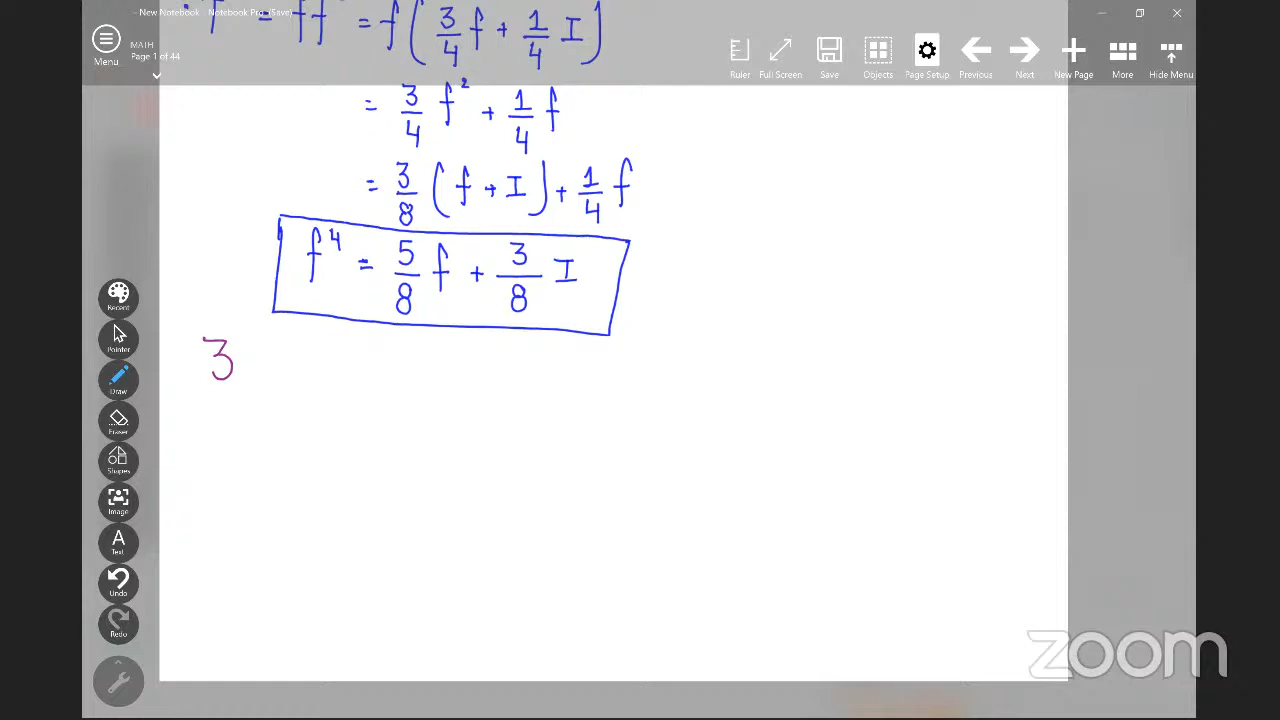 – New Notebook - Notebook Pro (Save)
= ff = f(3/4 f + 1/4 I)
Menu
MATH
Page 1 of 44
Ruler Full Screen Save Objects Page Setup Previous Next New Page More Hide Menu
= 3/4 f² + 1/4 f
= 3/8 (f + I) + 1/4 f
f⁴ = 5/8 f + 3/8 I
3
Recent
Pointer
Draw
Eraser
Shapes
Image
A
Text
Undo
Redo
zoom